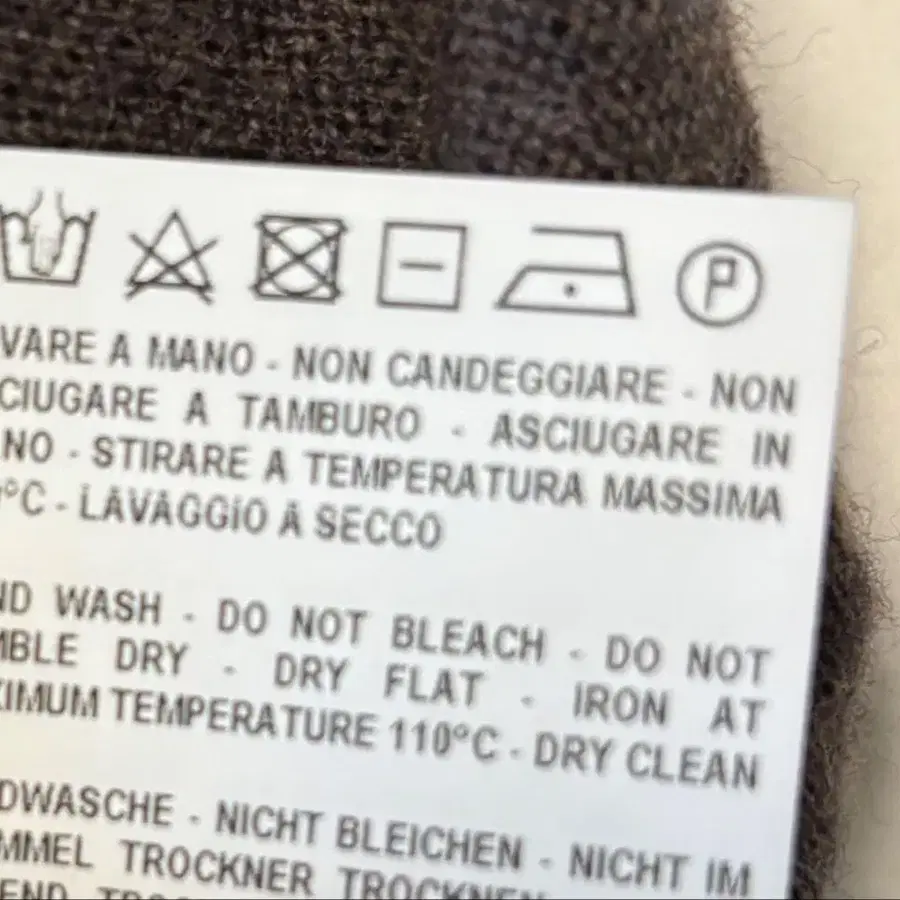 P
VARE A MANO - NON CANDEGGIARE - NON
CIUGARE A TAMBURO - ASCIUGARE IN
NO - STIRARE A TEMPERATURA MASSIMA
°C - LAVAGGIO A SECCO
ND WASH - DO NOT BLEACH - DO NOT
MBLE DRY - DRY FLAT - IRON AT
XIMUM TEMPERATURE 110°C - DRY CLEAN
DWASCHE - NICHT BLEICHEN - NICHT IM
MMEL TROCKNER TROCKNEN
END